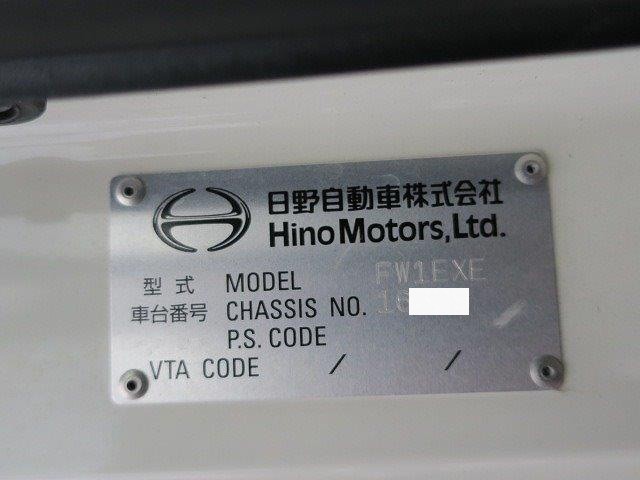 日野自動車株式会社
Hino Motors, Ltd.
型式 MODEL FW1EXE
車台番号 CHASSIS NO. 16
P.S. CODE
VTA CODE / /